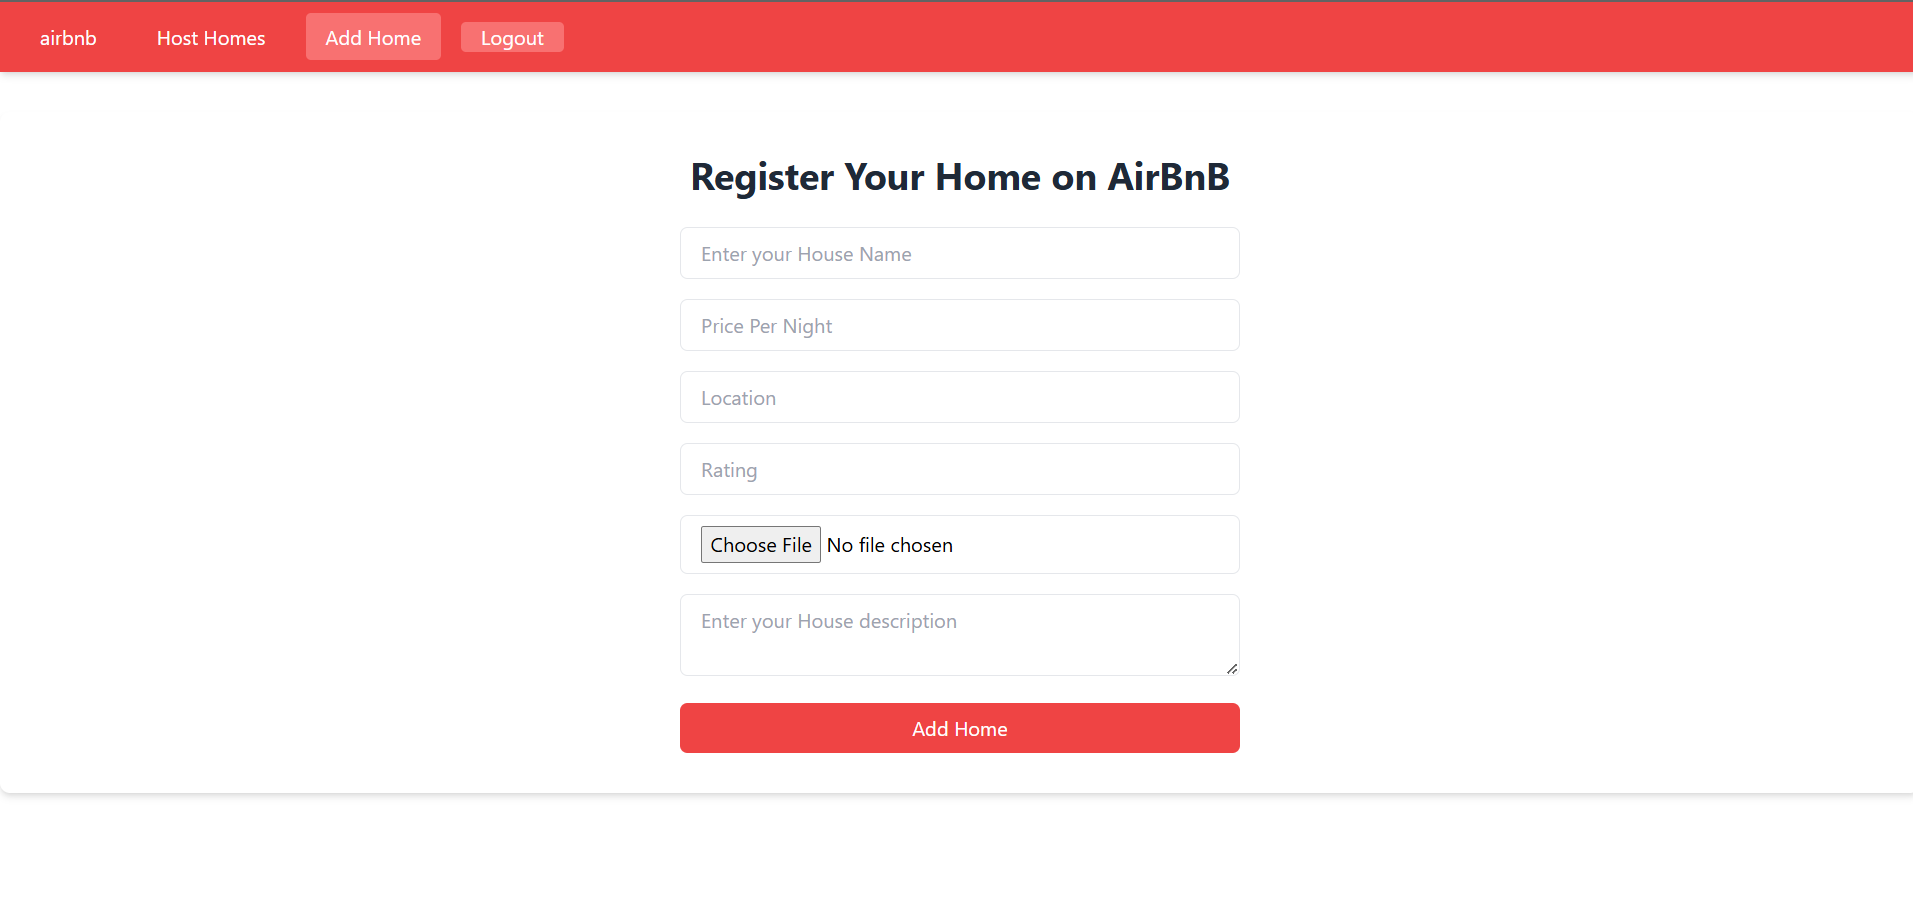 airbnb Host Homes Add Home Logout
Register Your Home on AirBnB
Enter your House Name
Price Per Night
Location
Rating
Choose File No file chosen
Enter your House description
Add Home